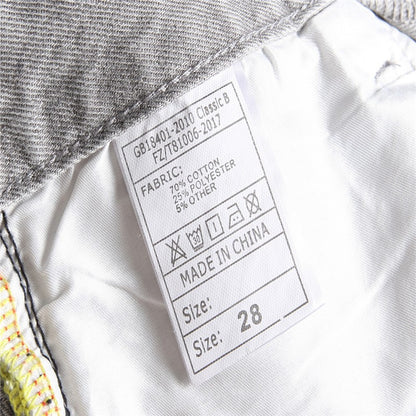 GB18401-2010 Classic B
FZ/T81006-2017
FABRIC:
70% COTTON
25% POLYESTER
5% OTHER
MADE IN CHINA
Size:
Size: 28